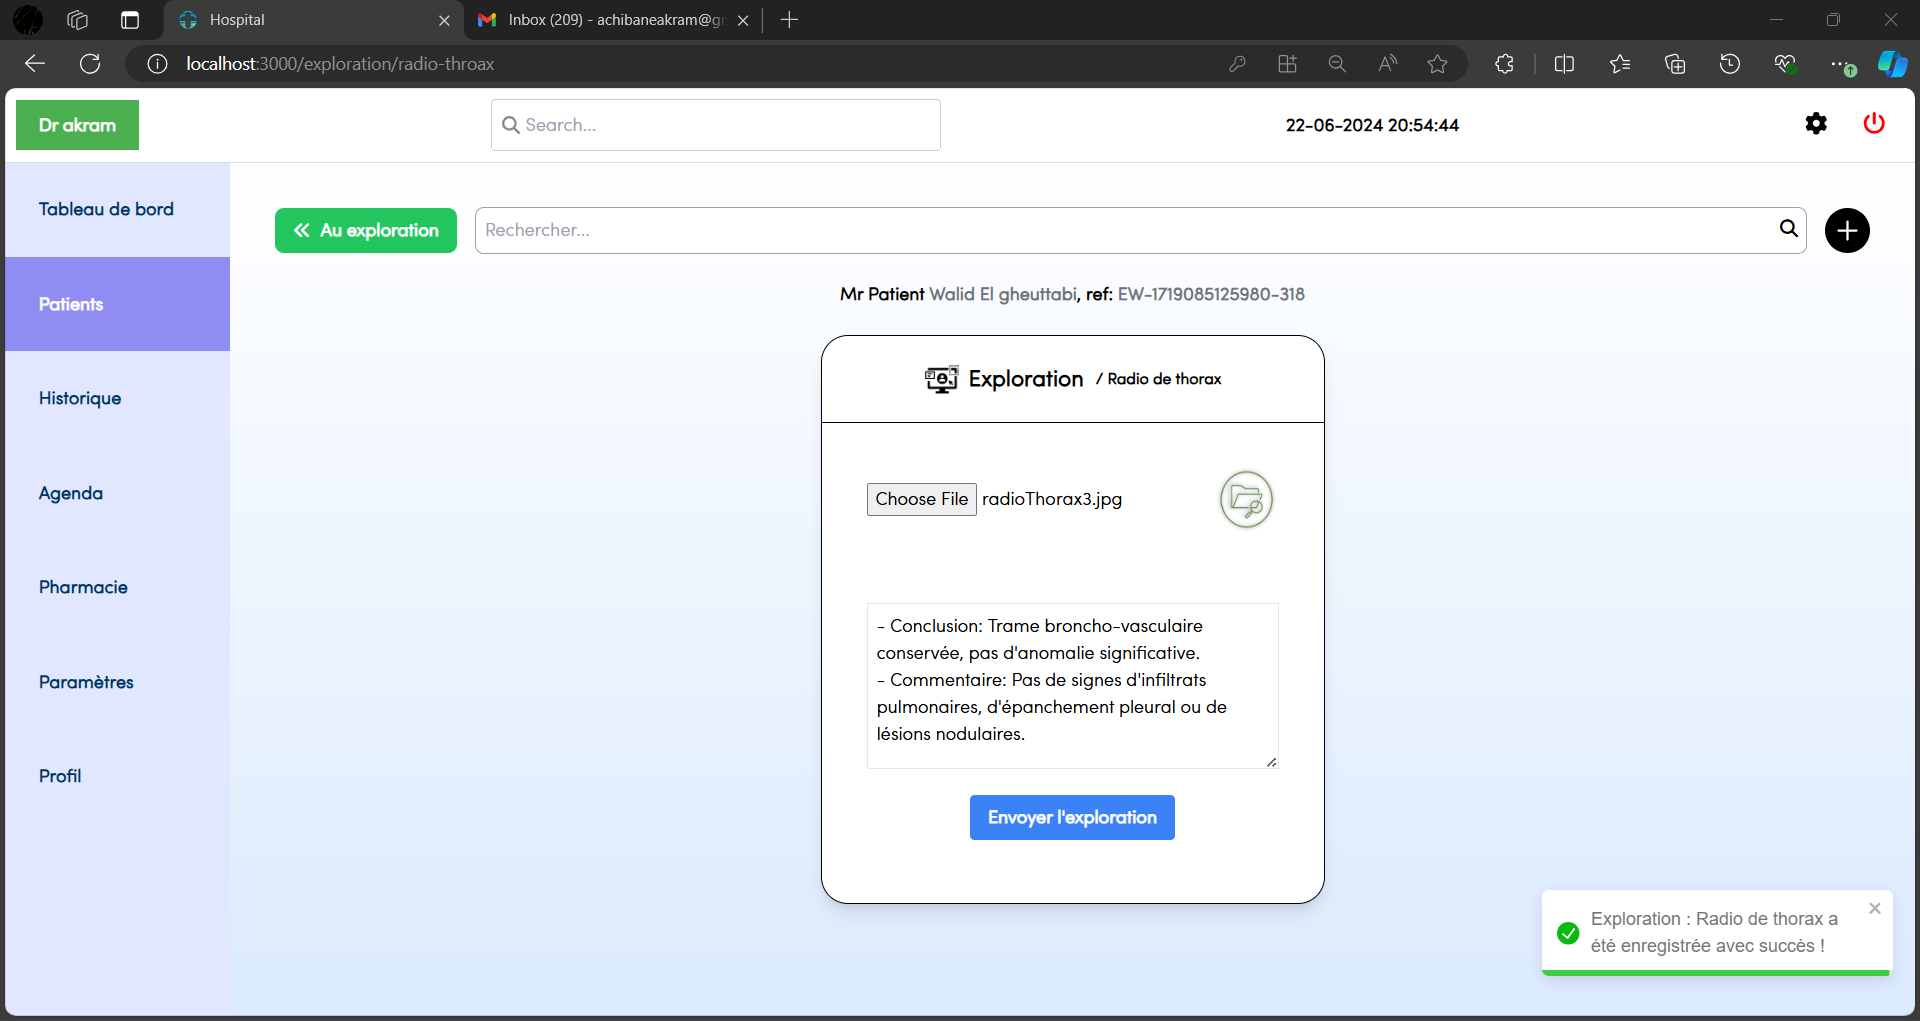 Hospital
Inbox (209) - achibaneakram@gr
localhost:3000/exploration/radio-throax
Dr akram
Search...
22-06-2024 20:54:44
Tableau de bord
Patients
Historique
Agenda
Pharmacie
Paramètres
Profil
Au exploration
Rechercher...
Mr Patient Walid El gheuttabi, ref: EW-1719085125980-318
Exploration / Radio de thorax
Choose File radioThorax3.jpg
- Conclusion: Trame broncho-vasculaire
conservée, pas d'anomalie significative.
- Commentaire: Pas de signes d'infiltrats
pulmonaires, d'épanchement pleural ou de
lésions nodulaires.
Envoyer l'exploration
Exploration : Radio de thorax a
été enregistrée avec succès !